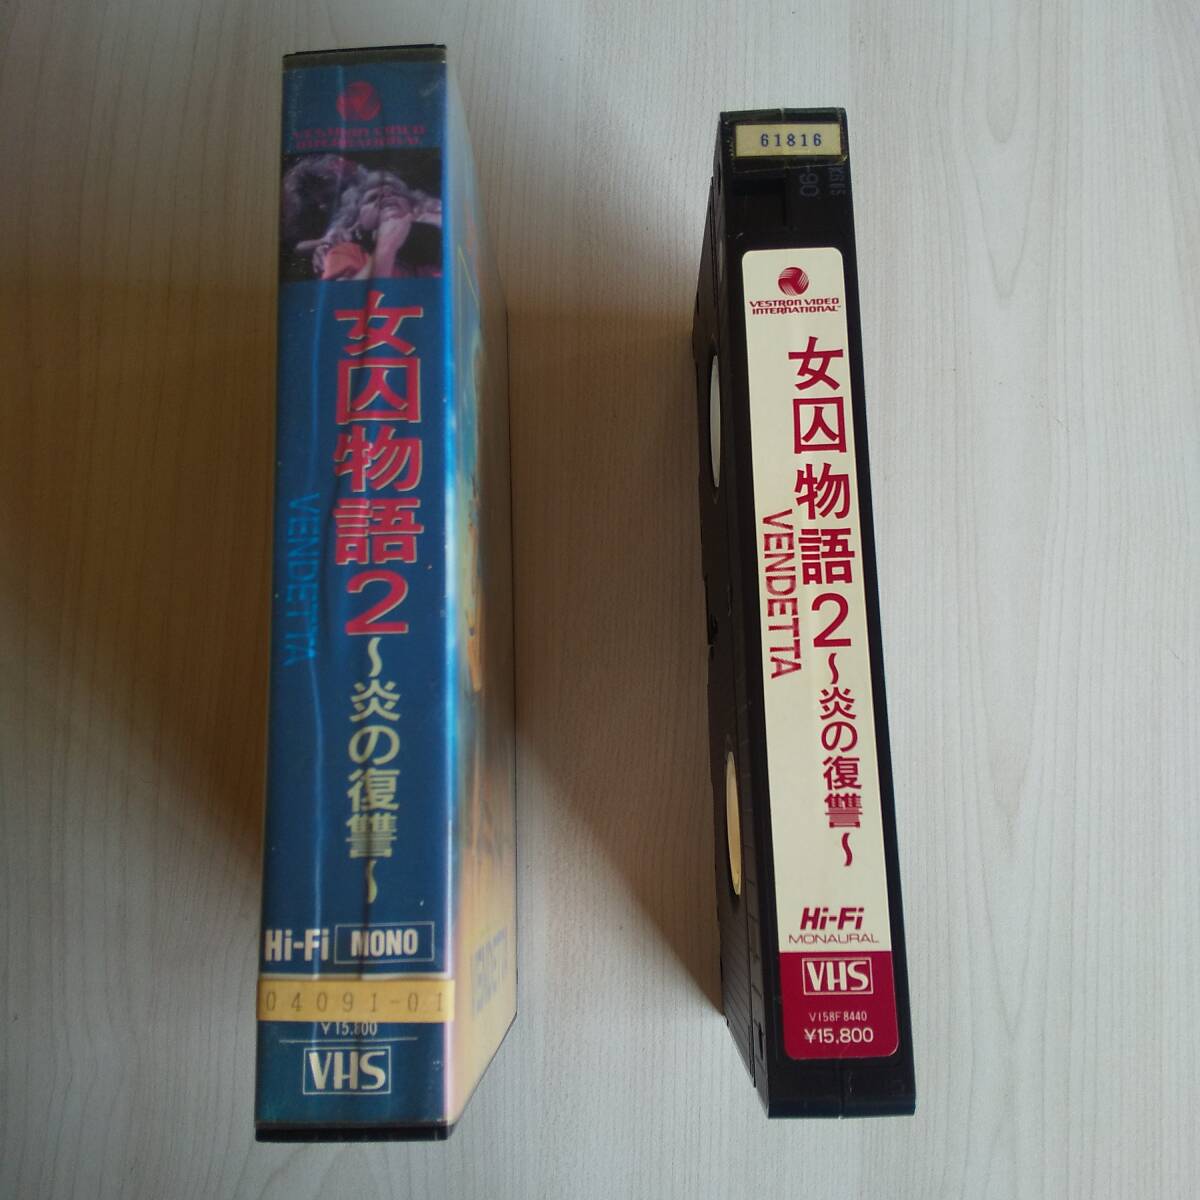 VESTRON VIDEO
INTERNATIONAL
女囚物語2～炎の復讐～
VENDETTA
Hi-Fi MONO
04091-01
¥15,800
VHS
61816
VESTRON VIDEO
INTERNATIONAL
女囚物語2～炎の復讐～
VENDETTA
Hi-Fi
MONAURAL
VHS
V158F8440
¥15,800